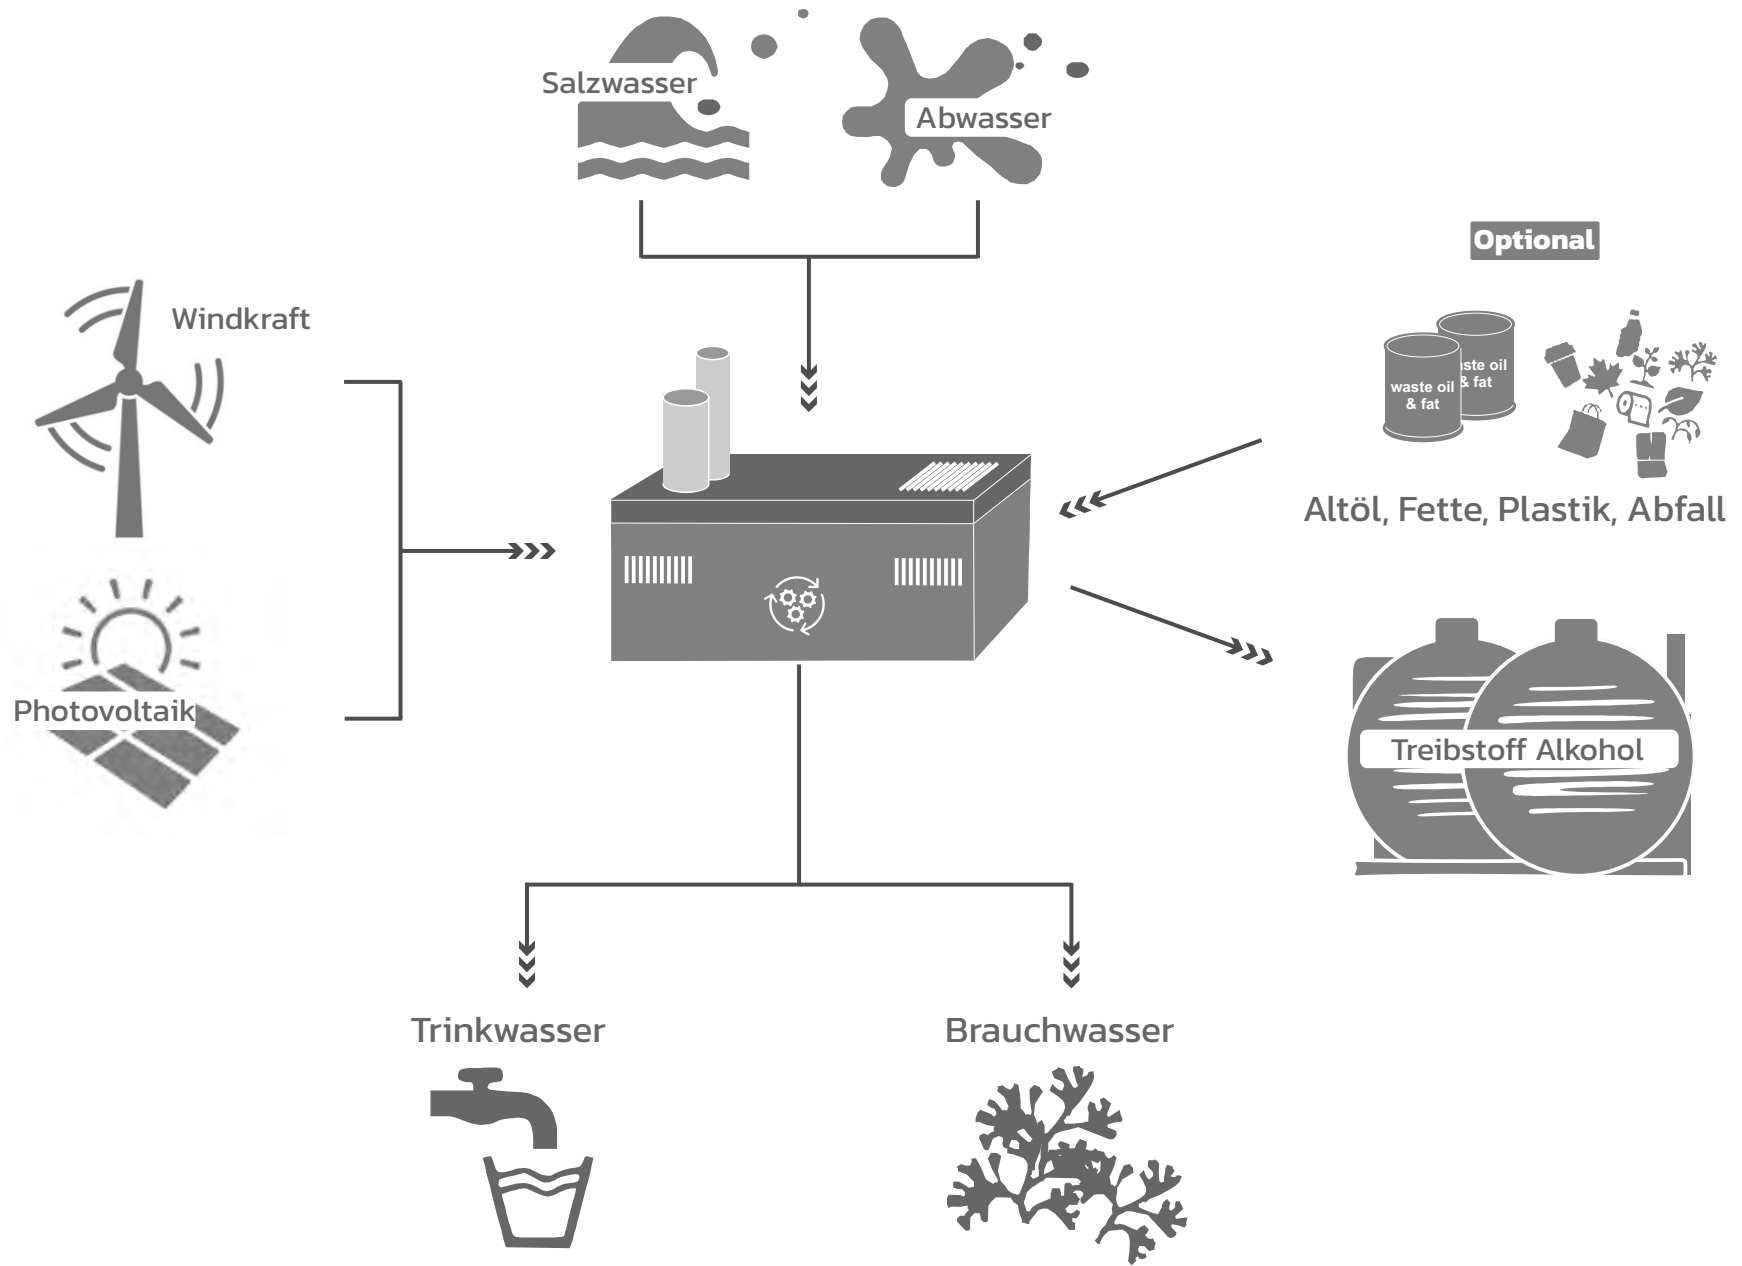 Salzwasser
Abwasser
Optional
Windkraft
waste oil
& fat
ste oil
& fat
Altöl, Fette, Plastik, Abfall
Photovoltaik
Treibstoff Alkohol
Trinkwasser
Brauchwasser